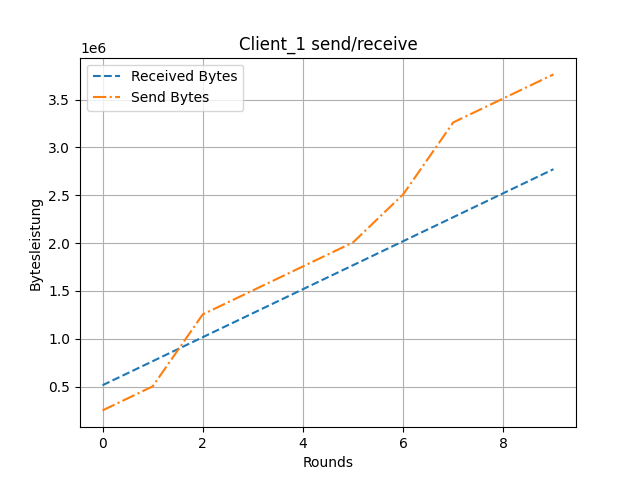 Client_1 send/receive
1e6
Received Bytes
Send Bytes
3.5
3.0
2.5
2.0
1.5
1.0
0.5
Bytesleistung
0 2 4 6 8
Rounds